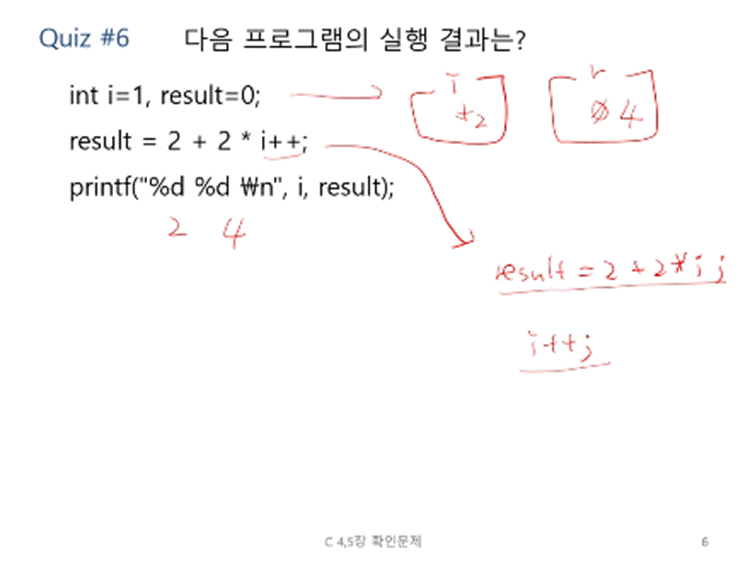 Quiz #6 다음 프로그램의 실행 결과는?
int i=1, result=0;
i
r
1 2
0 4
result = 2 + 2 * i++;
printf("%d %d ₩n", i, result);
2 4
result = 2 + 2*i;
i++;
C 4,5장 확인문제
6